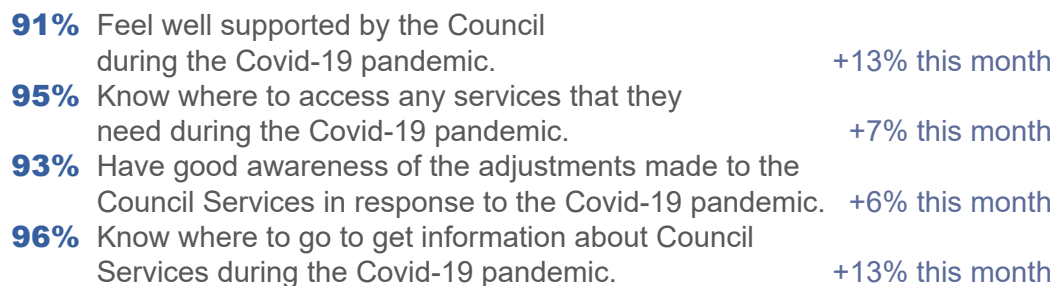 91% Feel well supported by the Council
during the Covid-19 pandemic. +13% this month
95% Know where to access any services that they
need during the Covid-19 pandemic. +7% this month
93% Have good awareness of the adjustments made to the
Council Services in response to the Covid-19 pandemic. +6% this month
96% Know where to go to get information about Council
Services during the Covid-19 pandemic. +13% this month